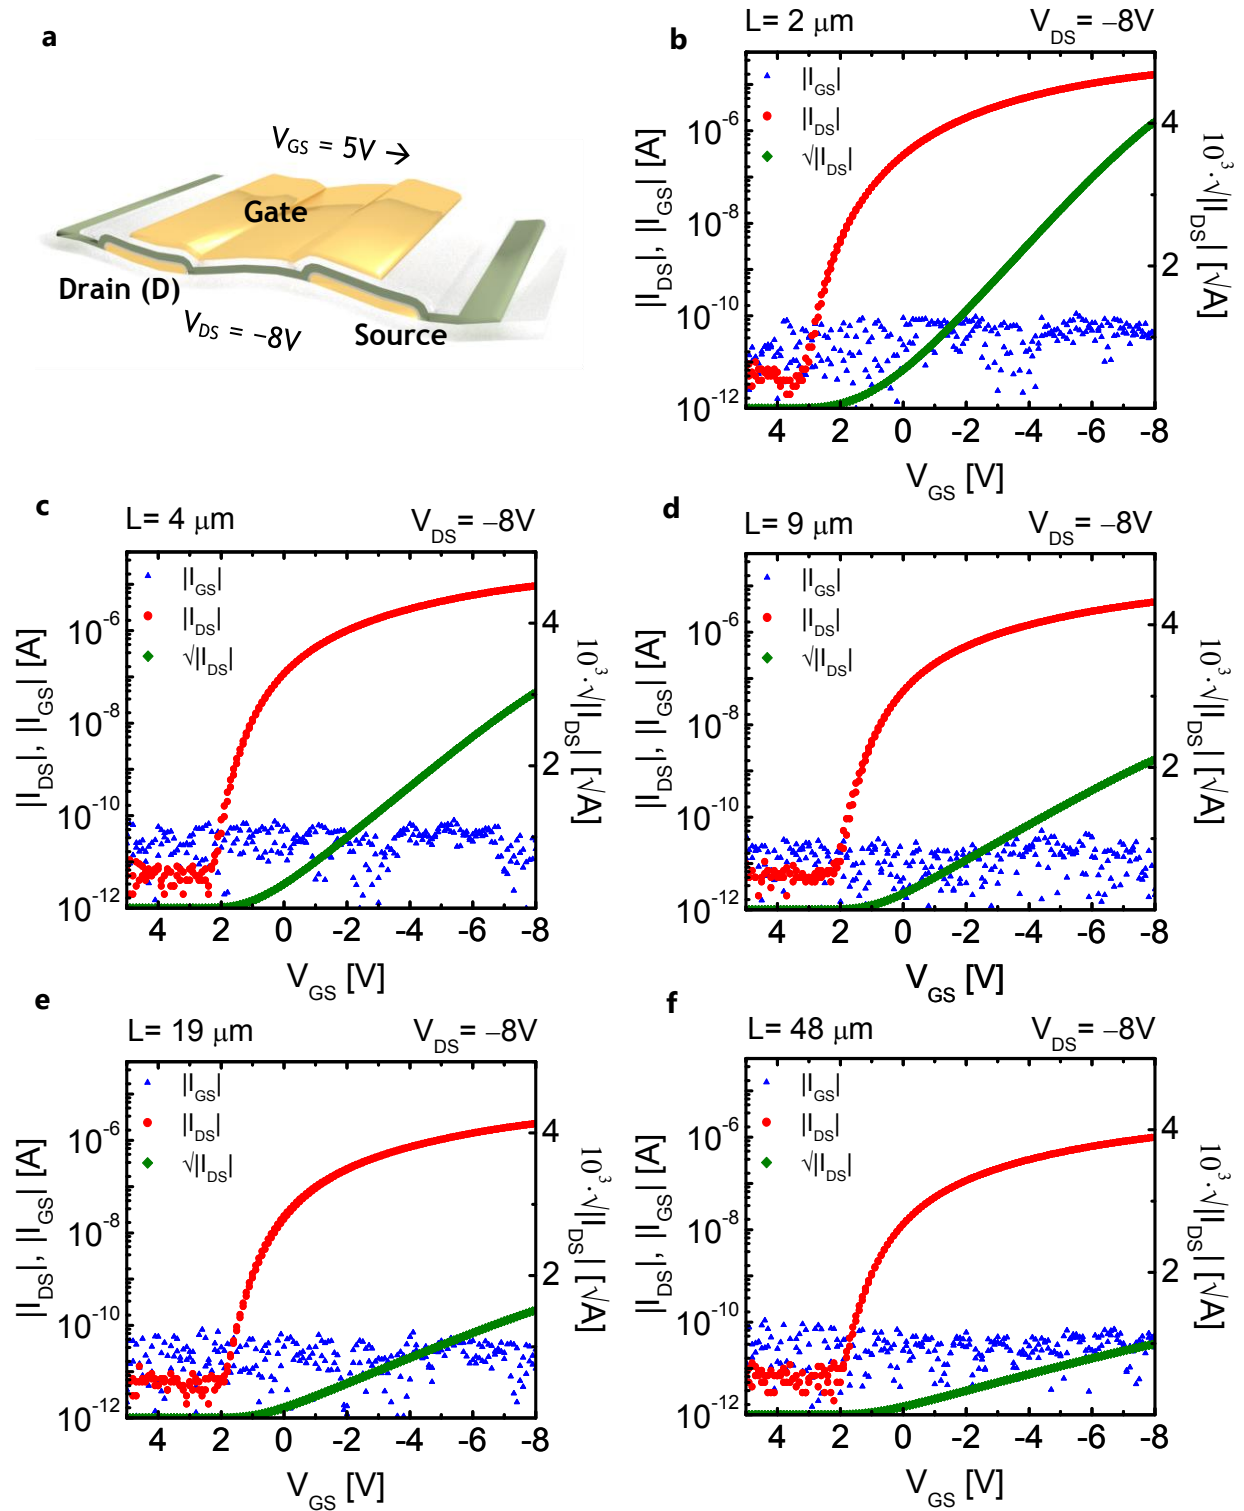 a
V_GS = 5V →
Gate
Drain (D)
V_DS = −8V
Source
b
L= 2 μm
V_DS= −8V
|I_GS|
|I_DS|
√|I_DS|
|I_DS|, |I_GS| [A]
10^-6
10^-8
10^-10
10^-12
4
2
10^3·√|I_DS| [√A]
4 2 0 -2 -4 -6 -8
V_GS [V]
c
L= 4 μm
V_DS= −8V
|I_GS|
|I_DS|
√|I_DS|
|I_DS|, |I_GS| [A]
10^-6
10^-8
10^-10
10^-12
4
2
10^3·√|I_DS| [√A]
4 2 0 -2 -4 -6 -8
V_GS [V]
d
L= 9 μm
V_DS= −8V
|I_GS|
|I_DS|
√|I_DS|
|I_DS|, |I_GS| [A]
10^-6
10^-8
10^-10
10^-12
4
2
10^3·√|I_DS| [√A]
4 2 0 -2 -4 -6 -8
V_GS [V]
e
L= 19 μm
V_DS= −8V
|I_GS|
|I_DS|
√|I_DS|
|I_DS|, |I_GS| [A]
10^-6
10^-8
10^-10
10^-12
4
2
10^3·√|I_DS| [√A]
4 2 0 -2 -4 -6 -8
V_GS [V]
f
L= 48 μm
V_DS= −8V
|I_GS|
|I_DS|
√|I_DS|
|I_DS|, |I_GS| [A]
10^-6
10^-8
10^-10
10^-12
4
2
10^3·√|I_DS| [√A]
4 2 0 -2 -4 -6 -8
V_GS [V]